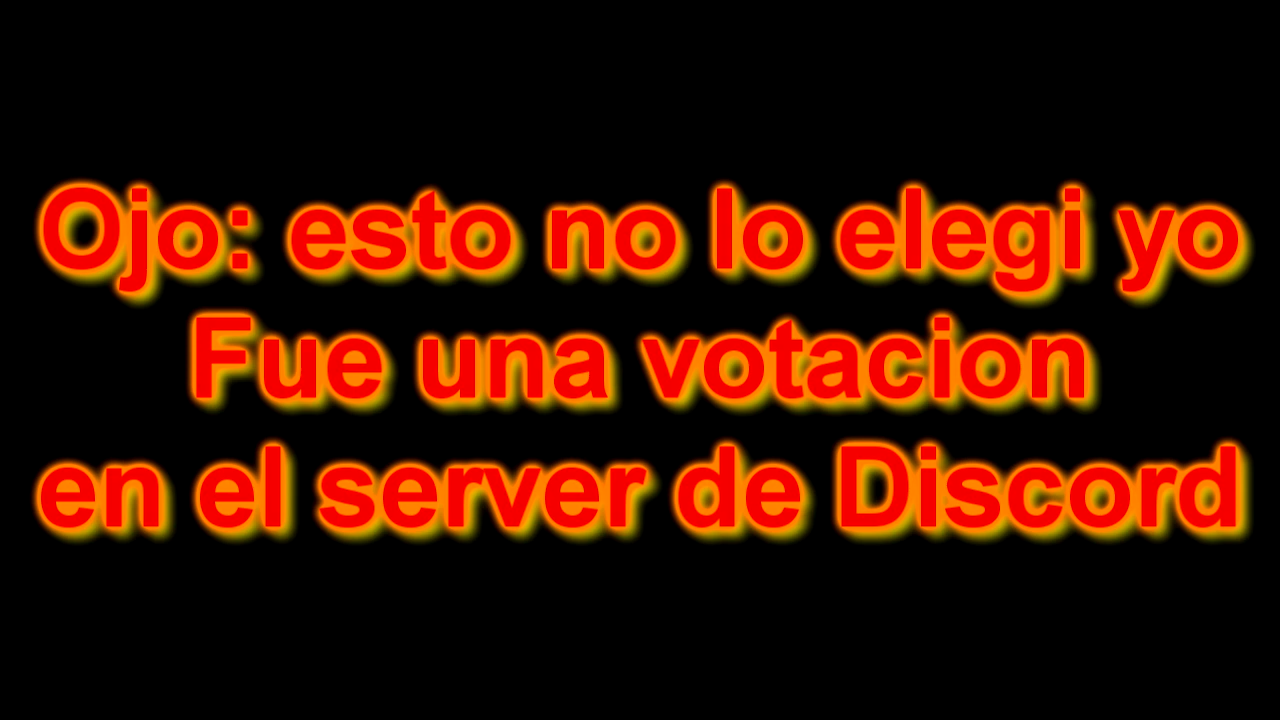 Ojo: esto no lo elegi yo
Fue una votacion
en el server de Discord